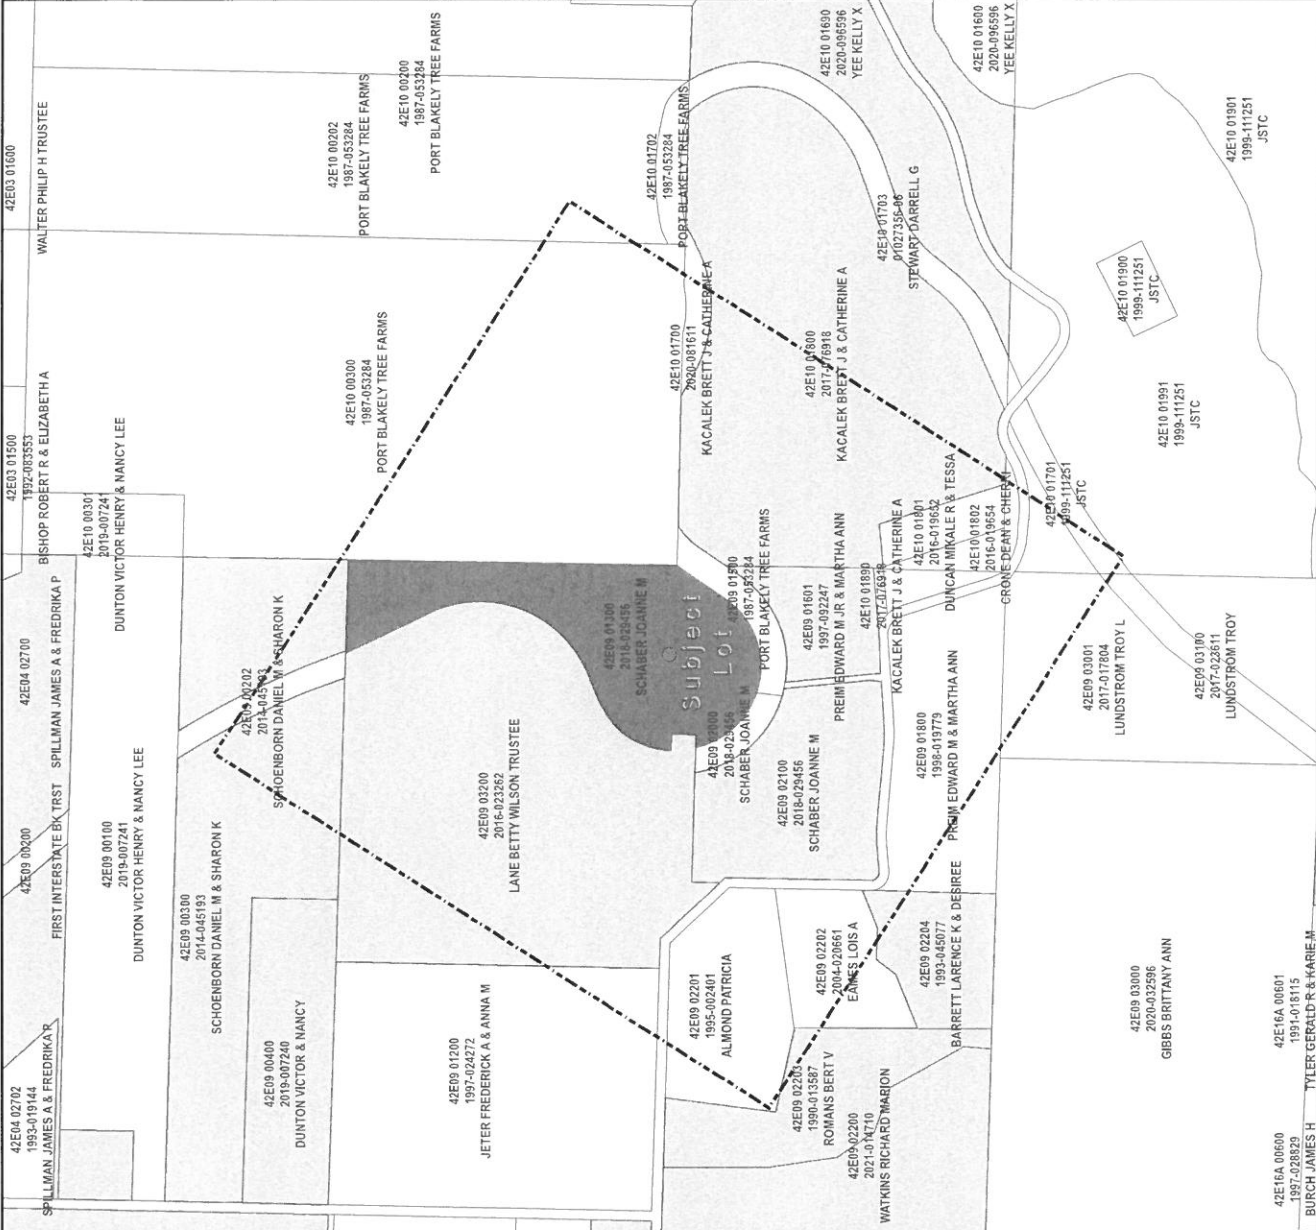 42E04 02702
1993-019144
SPILLMAN JAMES A & FREDRIKA P
42E09 00200
FIRST INTERSTATE BK TRST
42E04 02700
SPILLMAN JAMES A & FREDRIKA P
42E03 01500
1992-083553
BISHOP ROBERT R & ELIZABETH A
42E03 01600
WALTER PHILIP H TRUSTEE
42E09 00100
2019-007241
DUNTON VICTOR HENRY & NANCY LEE
42E10 00301
2019-007241
DUNTON VICTOR HENRY & NANCY LEE
42E09 00300
2014-045193
SCHOENBORN DANIEL M & SHARON K
42E09 00202
2014-045193
SCHOENBORN DANIEL M & SHARON K
42E09 00400
2019-007240
DUNTON VICTOR & NANCY
42E10 00300
1987-053284
PORT BLAKELY TREE FARMS
42E10 00202
1987-053284
PORT BLAKELY TREE FARMS
42E10 00200
1987-053284
PORT BLAKELY TREE FARMS
42E09 01200
1997-024272
JETER FREDERICK A & ANNA M
42E09 03200
2016-023262
LANE BETTY WILSON TRUSTEE
42E09 01300
2018-029456
SCHABER JOANNE M
Subject
Lot
42E10 01700
2020-081611
KACALEK BRETT J & CATHERINE A
42E10 01702
1987-053284
PORT BLAKELY TREE FARMS
42E09 02201
1995-002401
ALMOND PATRICIA
42E09 02000
2018-029456
SCHABER JOANNE M
42E09 01500
1987-053284
PORT BLAKELY TREE FARMS
42E09 02100
2018-029456
SCHABER JOANNE M
42E09 01601
1997-092247
PREIM EDWARD M JR & MARTHA ANN
42E10 01800
2017-076918
KACALEK BRETT J & CATHERINE A
42E10 01690
2020-096596
YEE KELLY X
42E09 02203
1990-013587
ROMANS BERT V
42E09 02202
2004-020661
EAMES LOIS A
42E10 01890
2017-076918
KACALEK BRETT J & CATHERINE A
42E10 01703
01027356-06
STEWART DARRELL G
42E09 02200
2021-014710
WATKINS RICHARD MARION
42E09 02204
1993-045077
BARRETT LARENCE K & DESIREE
42E09 01800
1998-019779
PREIM EDWARD M & MARTHA ANN
42E10 01801
2016-019652
DUNCAN MIKALE R & TESSA
42E10 01802
2016-019654
CRONE DEAN & CHERRI
42E10 01600
2020-096596
YEE KELLY X
42E10 01701
1999-111251
JSTC
42E09 03001
2017-017804
LUNDSTROM TROY L
42E10 01900
1999-111251
JSTC
42E09 03000
2020-032596
GIBBS BRITTANY ANN
42E10 01991
1999-111251
JSTC
42E09 03100
2017-023611
LUNDSTROM TROY
42E10 01901
1999-111251
JSTC
42E16A 00600
1997-028829
BURCH JAMES H
42E16A 00601
1991-018115
TYLER GERALD R & KARIE M